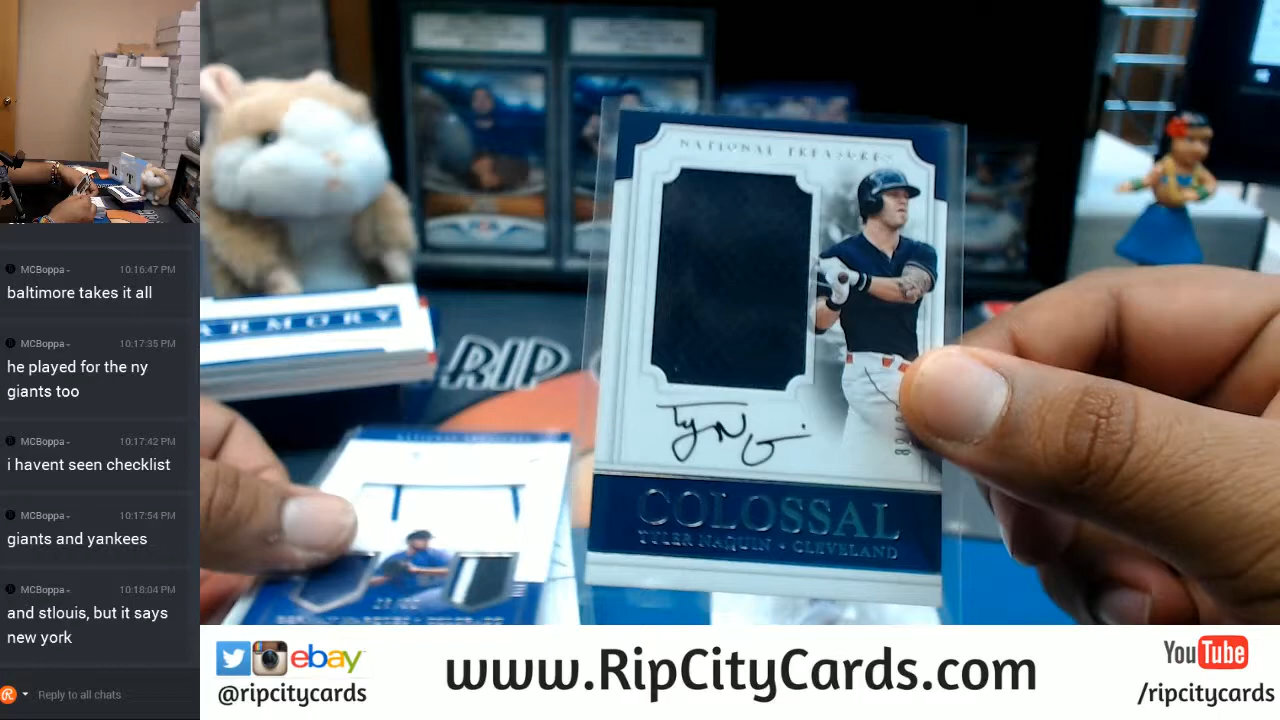 MCBoppa - 10:16:47 PM
baltimore takes it all
MCBoppa - 10:17:35 PM
he played for the ny
giants too
MCBoppa - 10:17:42 PM
i havent seen checklist
MCBoppa - 10:17:54 PM
giants and yankees
MCBoppa - 10:18:04 PM
and stlouis, but it says
new york
Reply to all chats
ARMORY
RIP
NATIONAL TREASURES
COLOSSAL
TYLER NAQUIN • CLEVELAND
ebay
@ripcitycards
www.RipCityCards.com
YouTube
/ripcitycards